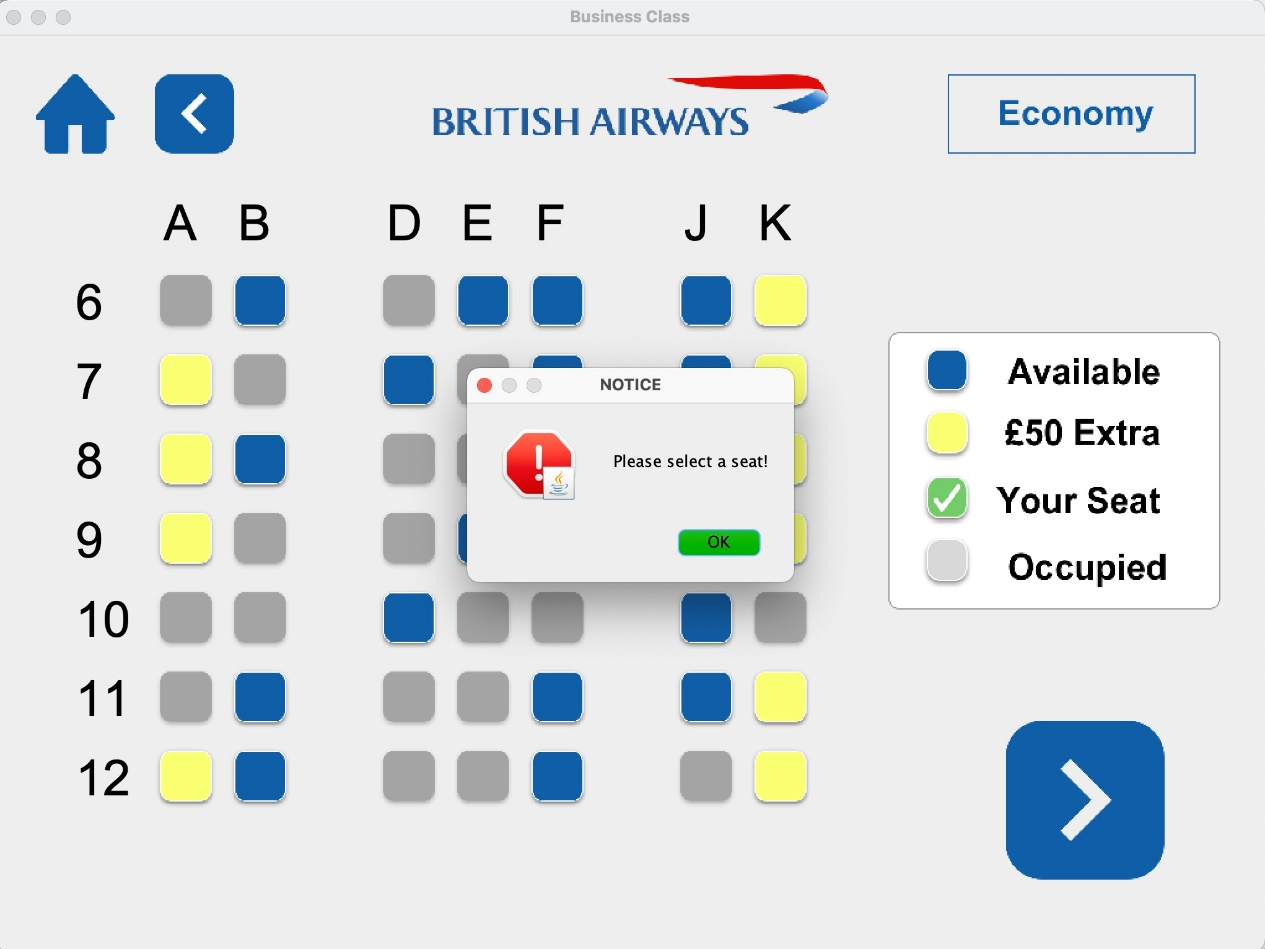 Business Class
BRITISH AIRWAYS
Economy
A B D E F J K
6
7
NOTICE
Available
£50 Extra
8
Please select a seat!
Your Seat
9
OK
Occupied
10
11
12